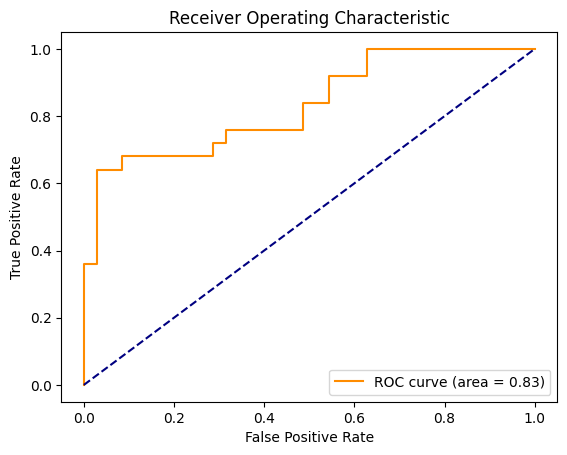 Receiver Operating Characteristic
True Positive Rate
1.0
0.8
0.6
0.4
0.2
0.0
ROC curve (area = 0.83)
0.0 0.2 0.4 0.6 0.8 1.0
False Positive Rate